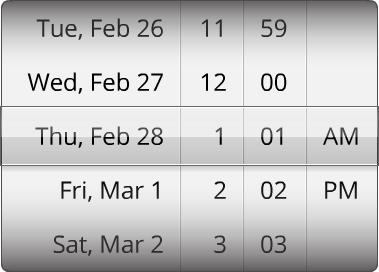 Tue, Feb 26 11 59
Wed, Feb 27 12 00
Thu, Feb 28 1 01 AM
Fri, Mar 1 2 02 PM
Sat, Mar 2 3 03